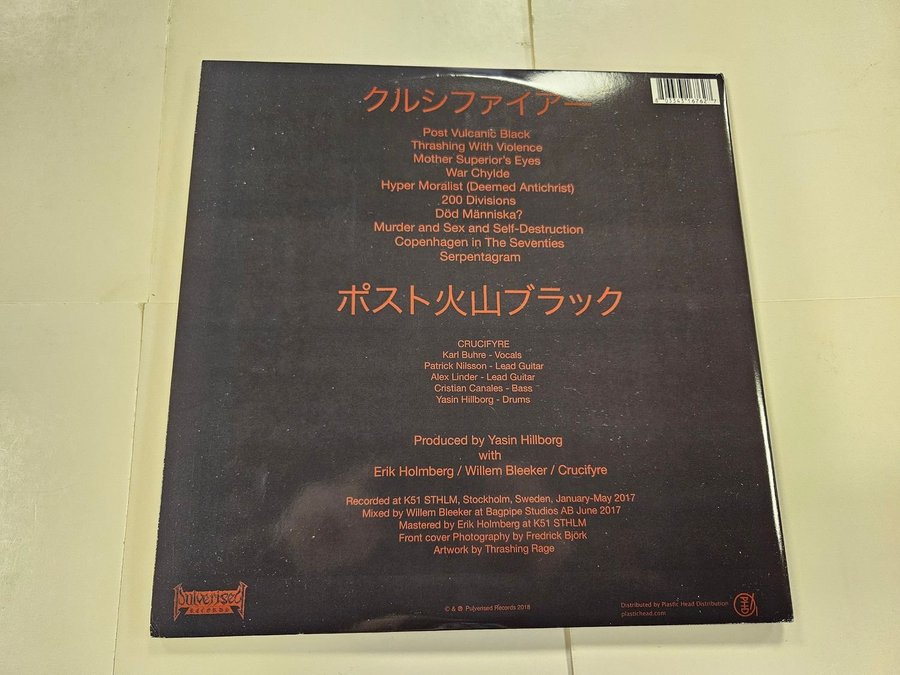 クルシファイアー
Post Vulcanic Black
Thrashing With Violence
Mother Superior's Eyes
War Chylde
Hyper Moralist (Deemed Antichrist)
200 Divisions
Död Människa?
Murder and Sex and Self-Destruction
Copenhagen in The Seventies
Serpentagram
ポスト火山ブラック
CRUCIFYRE
Karl Buhre - Vocals
Patrick Nilsson - Lead Guitar
Alex Linder - Lead Guitar
Cristian Canales - Bass
Yasin Hillborg - Drums
Produced by Yasin Hillborg
with
Erik Holmberg / Willem Bleeker / Crucifyre
Recorded at K51 STHLM, Stockholm, Sweden, January-May 2017
Mixed by Willem Bleeker at Bagpipe Studios AB June 2017
Mastered by Erik Holmberg at K51 STHLM
Front cover Photography by Fredrick Björk
Artwork by Thrashing Rage
Pulverised
RECORDS
© & ℗ Pulverised Records 2018
Distributed by Plastic Head Distribution
plastichead.com
PHD